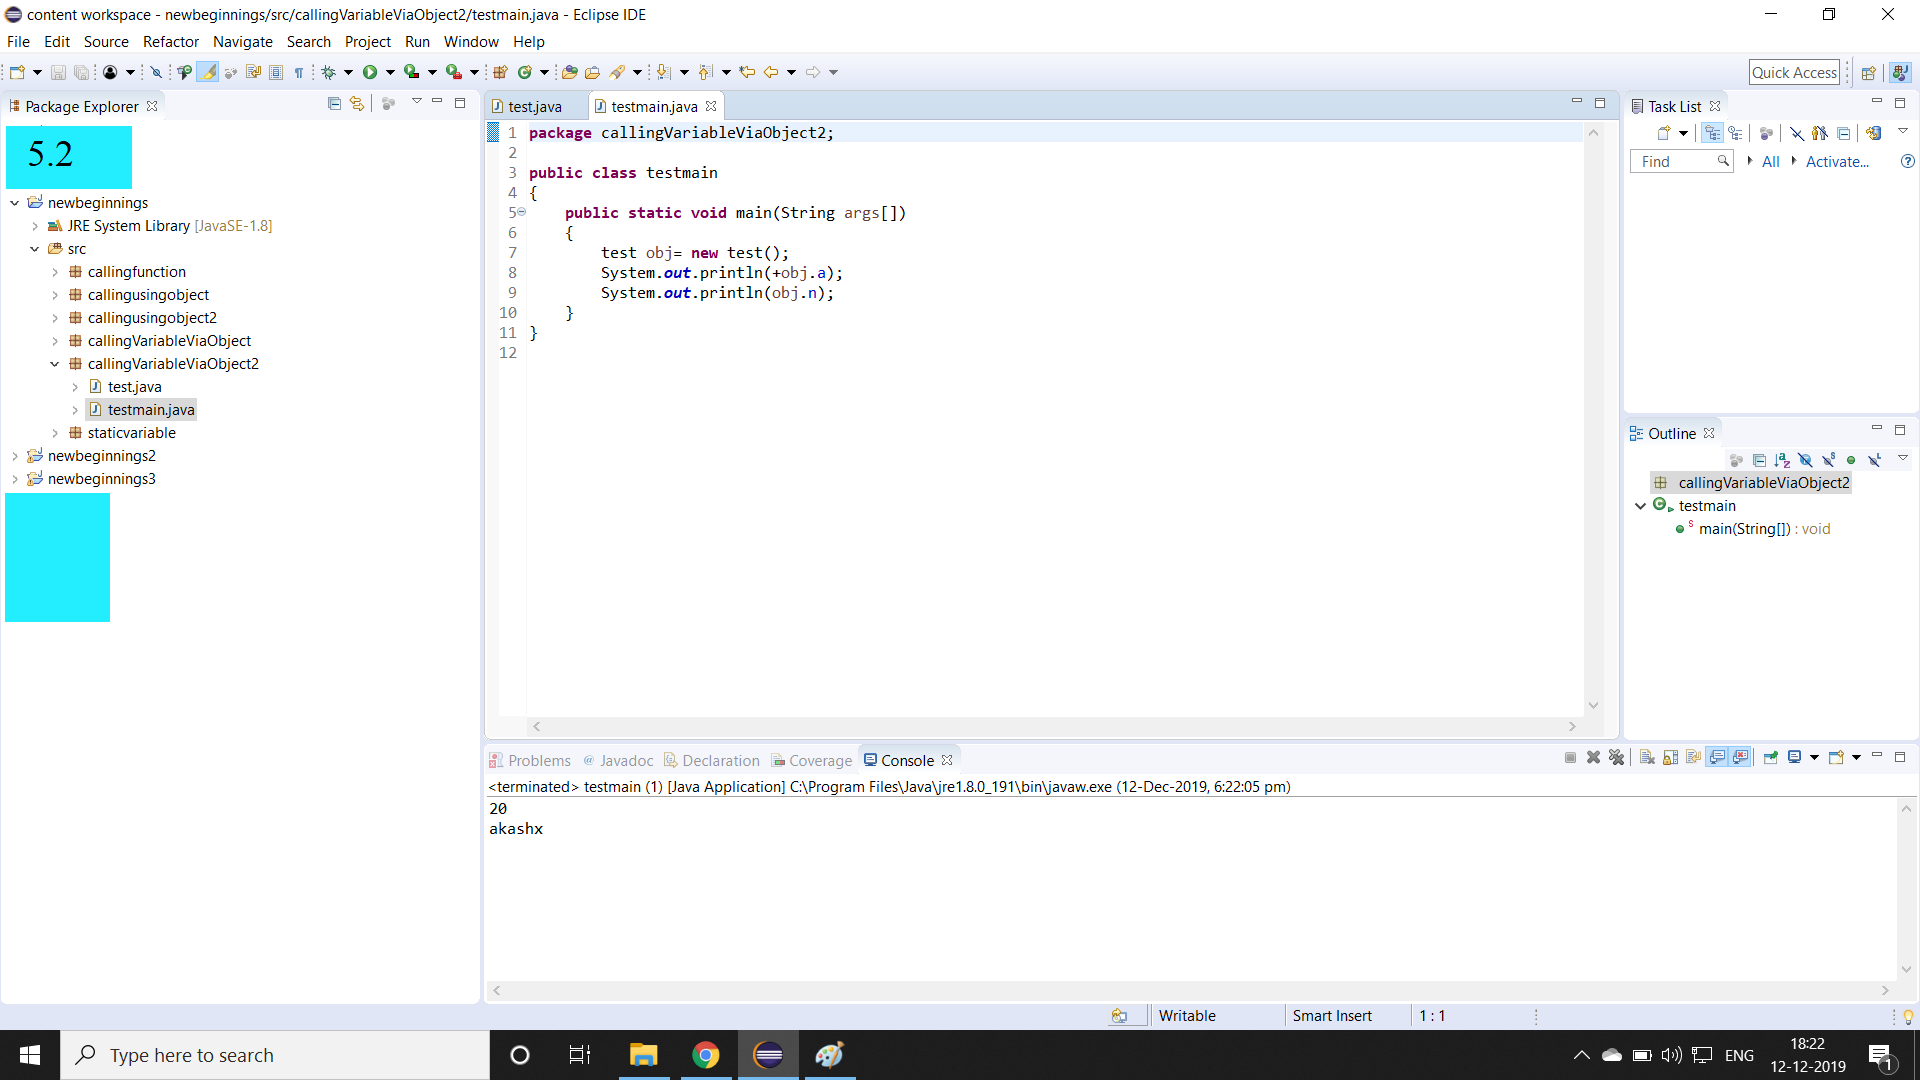 content workspace - newbeginnings/src/callingVariableViaObject2/testmain.java - Eclipse IDE
File Edit Source Refactor Navigate Search Project Run Window Help
Quick Access
Package Explorer
5.2
newbeginnings
JRE System Library [JavaSE-1.8]
src
callingfunction
callingusingobject
callingusingobject2
callingVariableViaObject
callingVariableViaObject2
test.java
testmain.java
staticvariable
newbeginnings2
newbeginnings3
test.java testmain.java
1 package callingVariableViaObject2;
2
3 public class testmain
4 {
5 public static void main(String args[])
6 {
7 test obj= new test();
8 System.out.println(+obj.a);
9 System.out.println(obj.n);
10 }
11 }
12
Task List
Find All Activate...
Outline
callingVariableViaObject2
testmain
main(String[]) : void
Problems @ Javadoc Declaration Coverage Console
<terminated> testmain (1) [Java Application] C:\Program Files\Java\jre1.8.0_191\bin\javaw.exe (12-Dec-2019, 6:22:05 pm)
20
akashx
Writable Smart Insert 1 : 1
Type here to search
ENG
18:22
12-12-2019
1